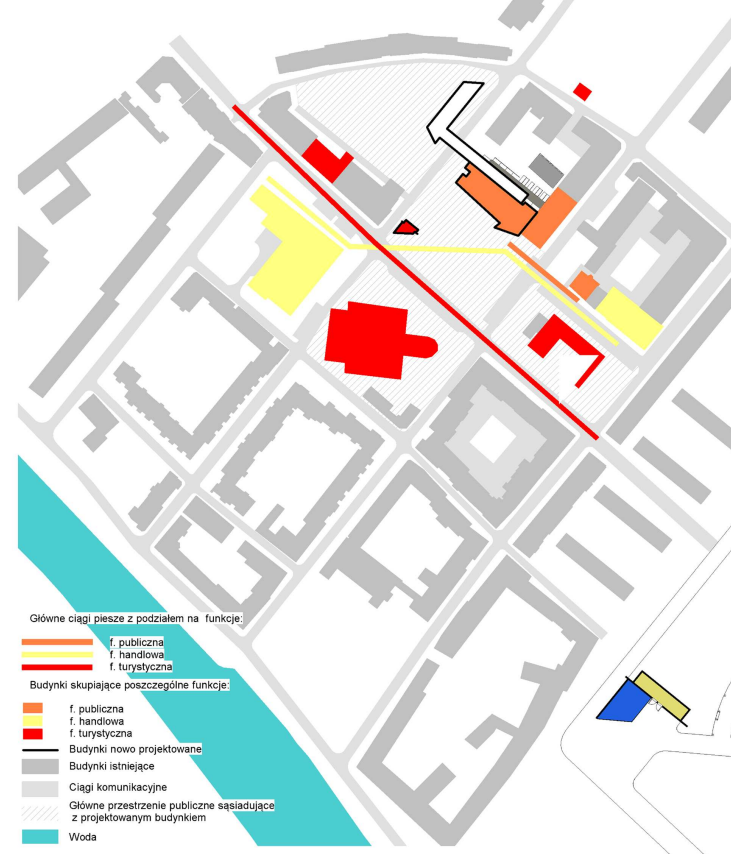 Główne ciągi piesze z podziałem na funkcje:
f. publiczna
f. handlowa
f. turystyczna
Budynki skupiające poszczególne funkcje:
f. publiczna
f. handlowa
f. turystyczna
Budynki nowo projektowane
Budynki istniejące
Ciągi komunikacyjne
Główne przestrzenie publiczne sąsiadujące
z projektowanym budynkiem
Woda